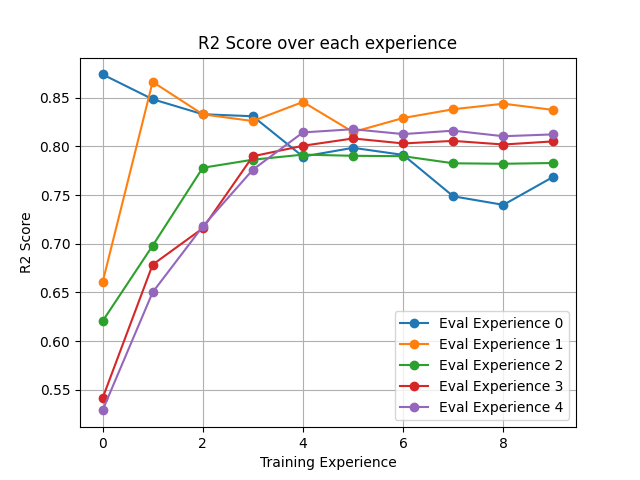 R2 Score over each experience
R2 Score
0.85
0.80
0.75
0.70
0.65
0.60
0.55
0
2
4
6
8
Training Experience
Eval Experience 0
Eval Experience 1
Eval Experience 2
Eval Experience 3
Eval Experience 4